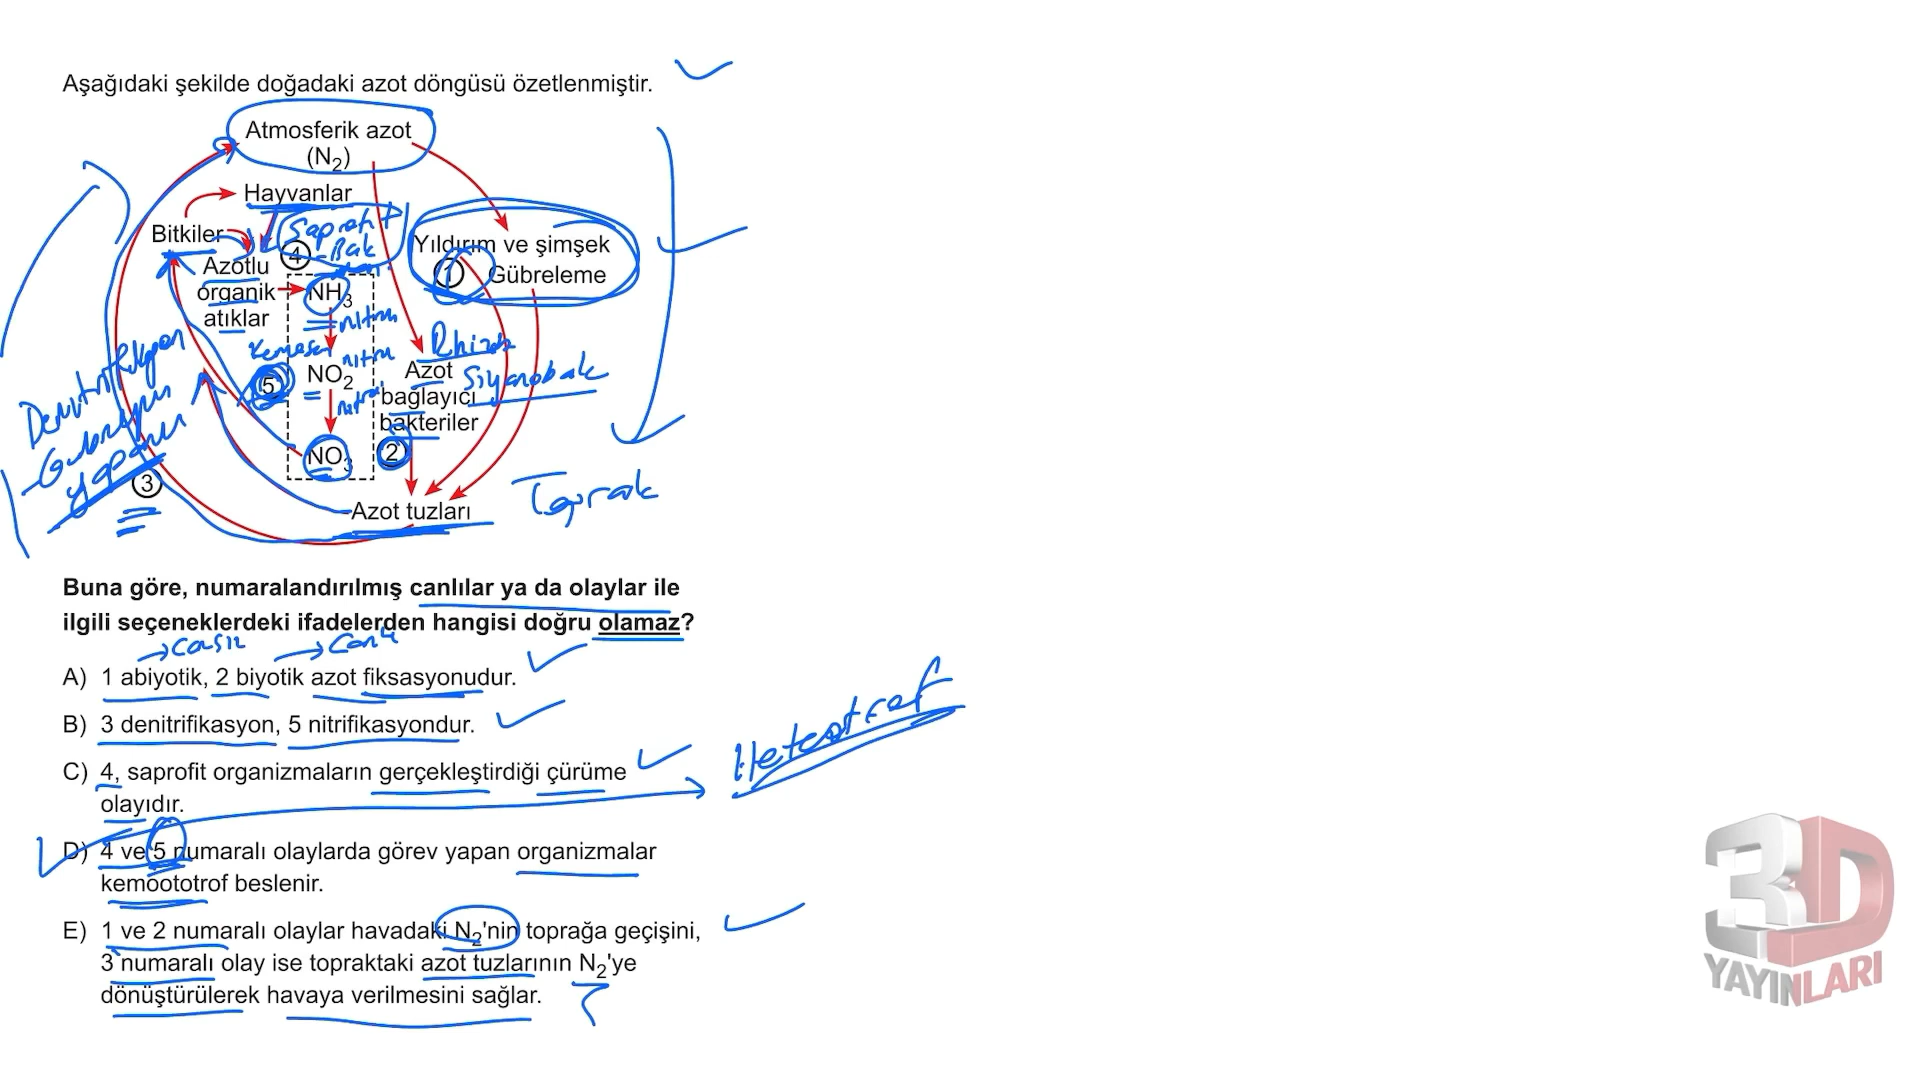 Aşağıdaki şekilde doğadaki azot döngüsü özetlenmiştir.
Atmosferik azot
(N₂)
Hayvanlar
Bitkiler
Saprofit
Bak
4
Yıldırım ve şimşek
1 Gübreleme
Azotlu
organik
atıklar
NH₃
nitrit
Kemosen
Rhizob
5
NO₂
nitra
Azot
bağlayıcı
bakteriler
Siyanobak
NO₃
2
Denitrifikasyon
yapanı
3
Azot tuzları
Toprak
Buna göre, numaralandırılmış canlılar ya da olaylar ile
ilgili seçeneklerdeki ifadelerden hangisi doğru olamaz?
→ Cansız → Canlı
A) 1 abiyotik, 2 biyotik azot fiksasyonudur.
B) 3 denitrifikasyon, 5 nitrifikasyondur.
C) 4, saprofit organizmaların gerçekleştirdiği çürüme
olayıdır.
Heterotrof
D) 4 ve 5 numaralı olaylarda görev yapan organizmalar
kemoototrof beslenir.
E) 1 ve 2 numaralı olaylar havadaki N₂'nin toprağa geçişini,
3 numaralı olay ise topraktaki azot tuzlarının N₂'ye
dönüştürülerek havaya verilmesini sağlar.
3D
YAYINLARI